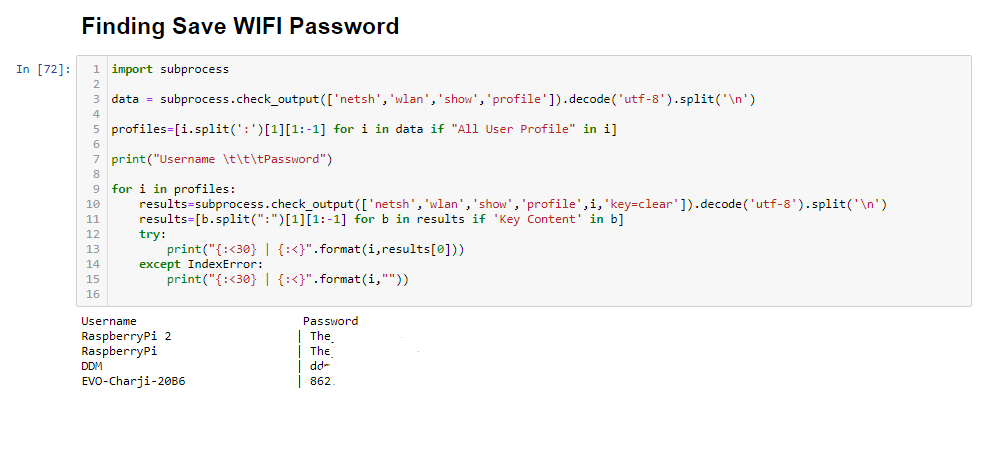 Finding Save WIFI Password
In [72]:
1 import subprocess
2
3 data = subprocess.check_output(['netsh','wlan','show','profile']).decode('utf-8').split('\n')
4
5 profiles=[i.split(':')[1][1:-1] for i in data if "All User Profile" in i]
6
7 print("Username \t\t\tPassword")
8
9 for i in profiles:
10     results=subprocess.check_output(['netsh','wlan','show','profile',i,'key=clear']).decode('utf-8').split('\n')
11     results=[b.split(":")[1][1:-1] for b in results if 'Key Content' in b]
12     try:
13         print("{:<30} | {:<}".format(i,results[0]))
14     except IndexError:
15         print("{:<30} | {:<}".format(i,""))
16
Username                      Password
RaspberryPi 2                 | The
RaspberryPi                   | The
DDM                           | dd
EVO-Charji-20B6               | 862